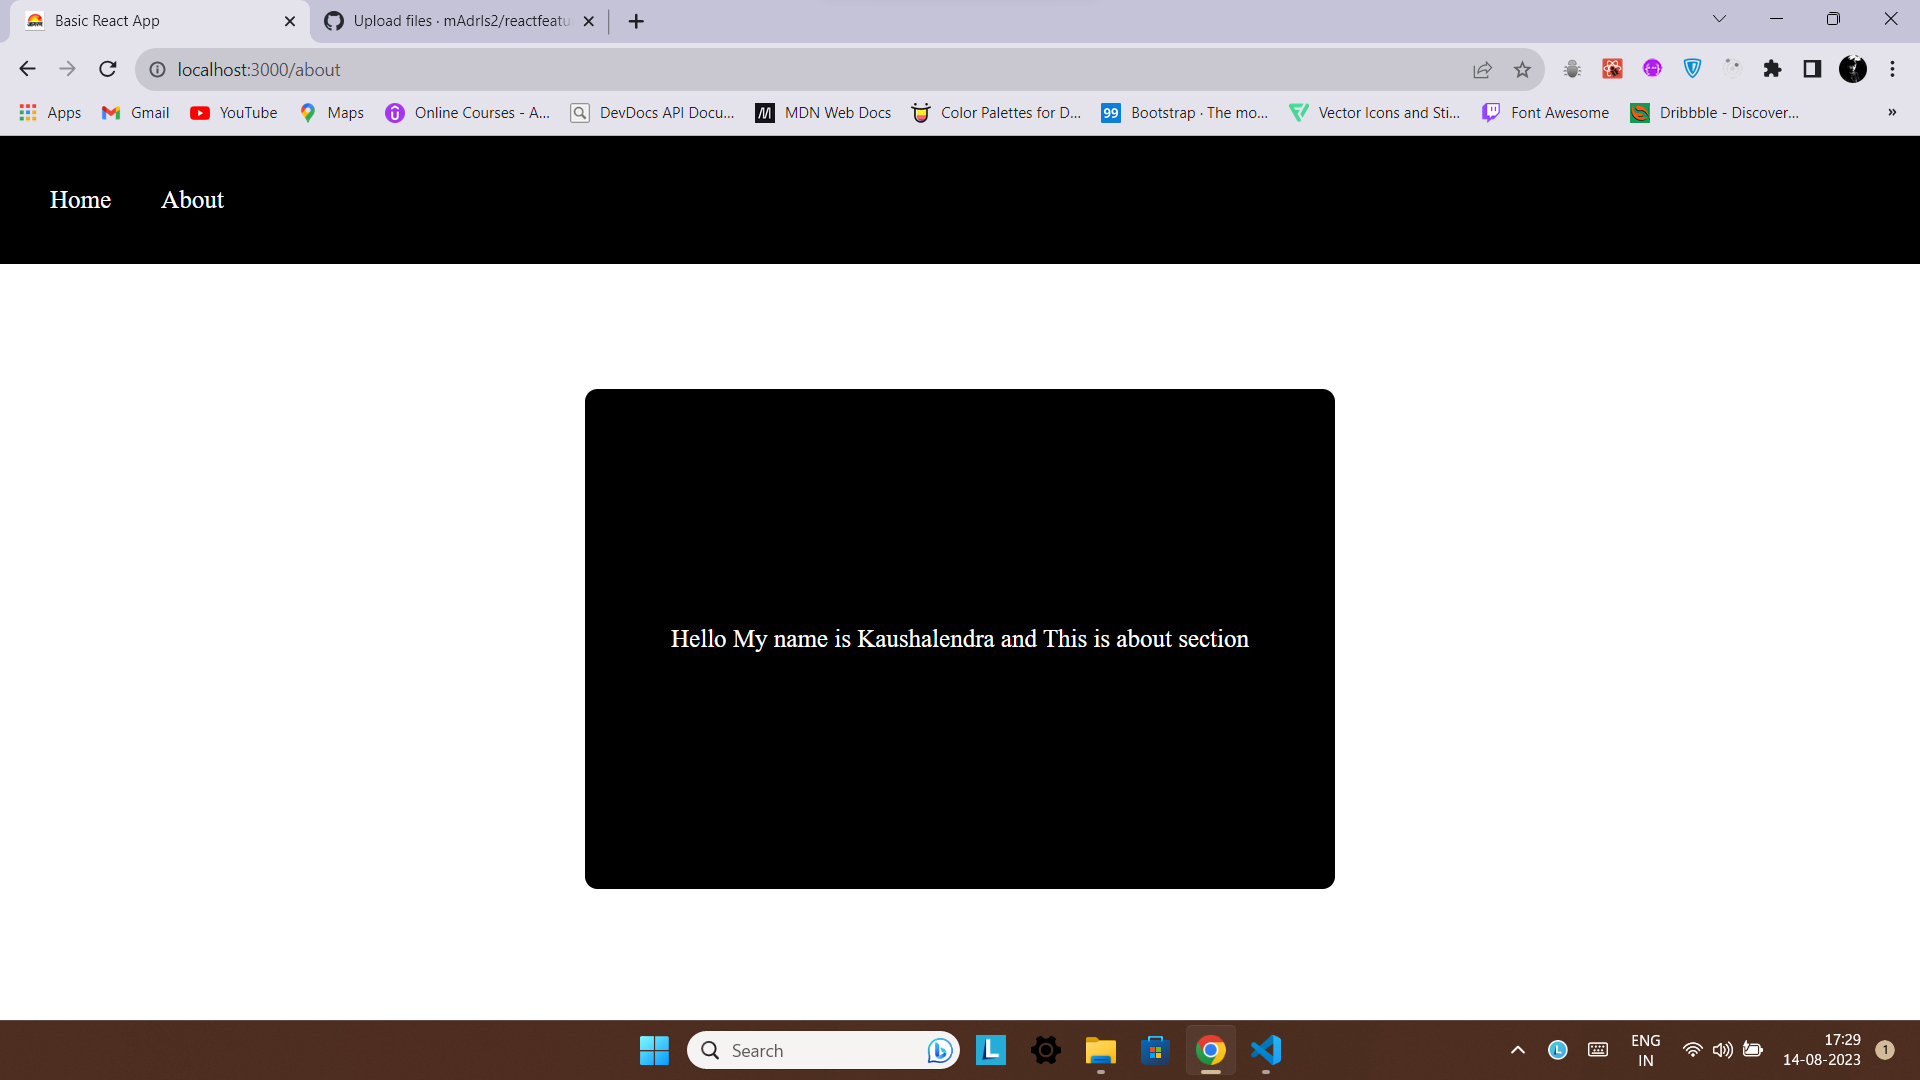 Basic React App
Upload files · mAdrIs2/reactfeatu
localhost:3000/about
Apps
Gmail
YouTube
Maps
Online Courses - A...
DevDocs API Docu...
MDN Web Docs
Color Palettes for D...
99
Bootstrap · The mo...
Vector Icons and Sti...
Font Awesome
Dribbble - Discover...
»
Home
About
Hello My name is Kaushalendra and This is about section
Search
L
L
ENG
IN
17:29
14-08-2023
1